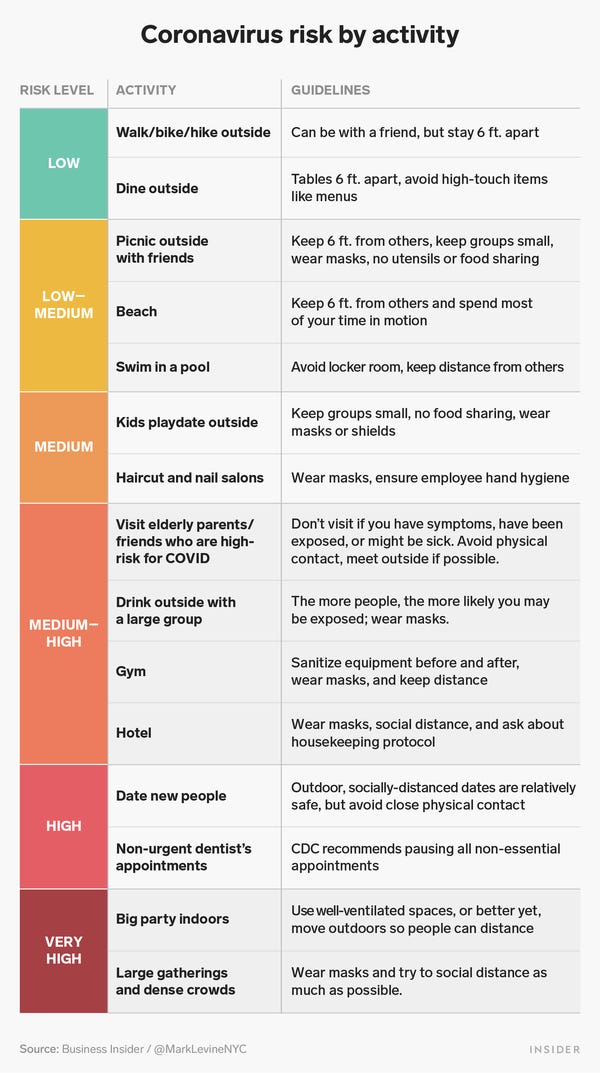 Coronavirus risk by activity
RISK LEVEL
ACTIVITY
GUIDELINES
LOW
Walk/bike/hike outside
Can be with a friend, but stay 6 ft. apart
Dine outside
Tables 6 ft. apart, avoid high-touch items
like menus
LOW–
MEDIUM
Picnic outside
with friends
Keep 6 ft. from others, keep groups small,
wear masks, no utensils or food sharing
Beach
Keep 6 ft. from others and spend most
of your time in motion
Swim in a pool
Avoid locker room, keep distance from others
MEDIUM
Kids playdate outside
Keep groups small, no food sharing, wear
masks or shields
Haircut and nail salons
Wear masks, ensure employee hand hygiene
MEDIUM–
HIGH
Visit elderly parents/
friends who are high-
risk for COVID
Don’t visit if you have symptoms, have been
exposed, or might be sick. Avoid physical
contact, meet outside if possible.
Drink outside with
a large group
The more people, the more likely you may
be exposed; wear masks.
Gym
Sanitize equipment before and after,
wear masks, and keep distance
Hotel
Wear masks, social distance, and ask about
housekeeping protocol
HIGH
Date new people
Outdoor, socially-distanced dates are relatively
safe, but avoid close physical contact
Non-urgent dentist’s
appointments
CDC recommends pausing all non-essential
appointments
VERY
HIGH
Big party indoors
Use well-ventilated spaces, or better yet,
move outdoors so people can distance
Large gatherings
and dense crowds
Wear masks and try to social distance as
much as possible.
Source: Business Insider / @MarkLevineNYC
INSIDER